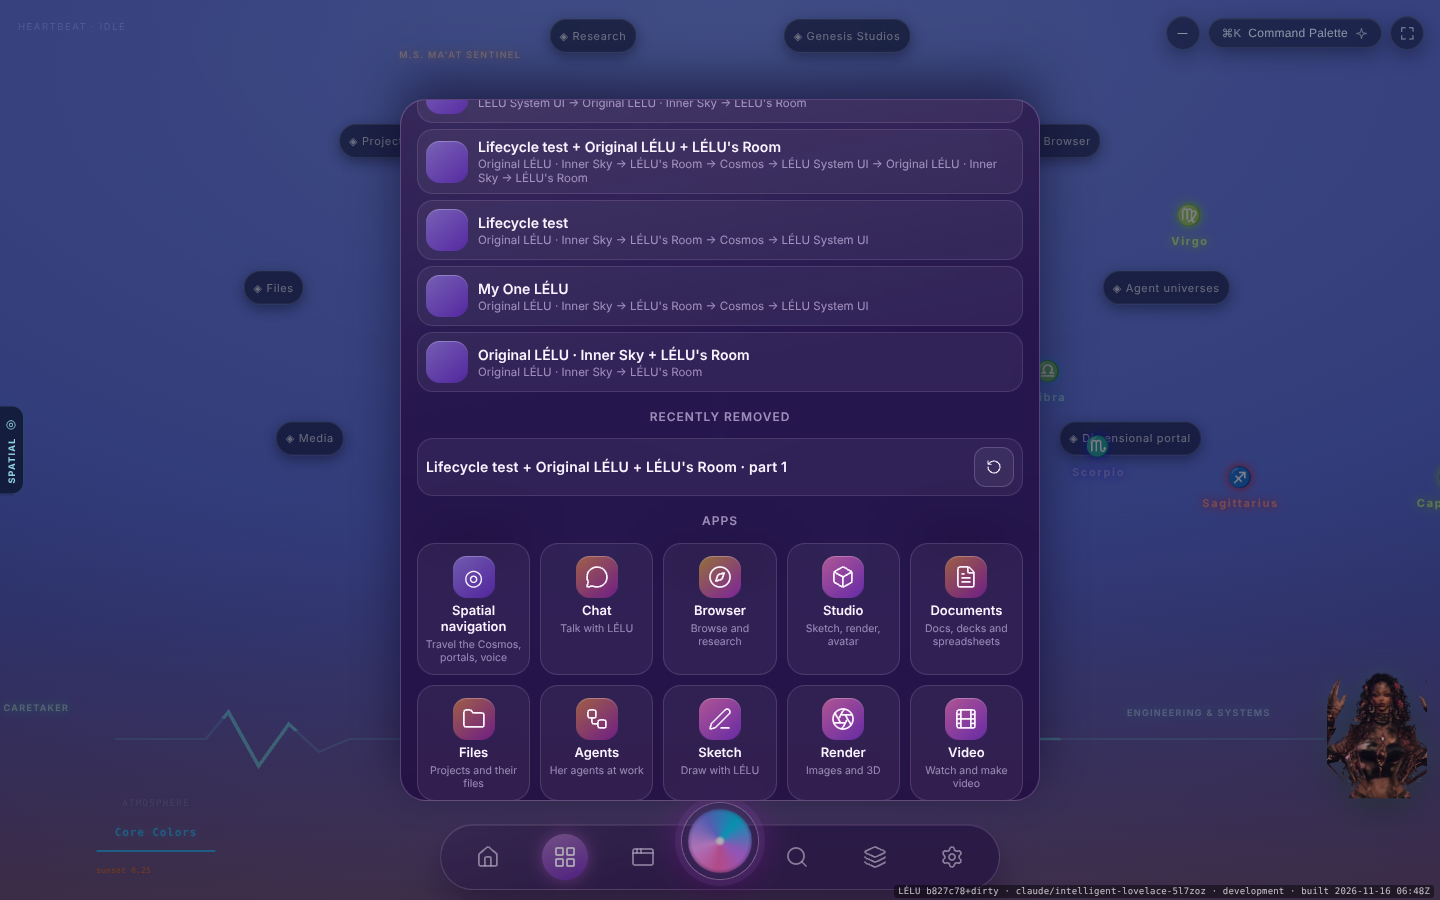 HEARTBEAT · IDLE
◈ Research
◈ Genesis Studios
⌘K Command Palette
M.S. MA'AT SENTINEL
LÉLU System UI → Original LÉLU · Inner Sky → LÉLU's Room
◈ Projec
Browser
Lifecycle test + Original LÉLU + LÉLU's Room
Original LÉLU · Inner Sky → LÉLU's Room → Cosmos → LÉLU System UI → Original LÉLU · Inner
Sky → LÉLU's Room
Lifecycle test
Original LÉLU · Inner Sky → LÉLU's Room → Cosmos → LÉLU System UI
♍
Virgo
◈ Files
My One LÉLU
Original LÉLU · Inner Sky → LÉLU's Room → Cosmos → LÉLU System UI
◈ Agent universes
Original LÉLU · Inner Sky + LÉLU's Room
Original LÉLU · Inner Sky → LÉLU's Room
♎
bra
RECENTLY REMOVED
SPATIAL ◎
◈ Media
◈ Dimensional portal
♏
Scorpio
Lifecycle test + Original LÉLU + LÉLU's Room · part 1
♐
Sagittarius
Cap
APPS
◎
Spatial
navigation
Travel the Cosmos,
portals, voice
Chat
Talk with LÉLU
Browser
Browse and
research
Studio
Sketch, render,
avatar
Documents
Docs, decks and
spreadsheets
Files
Projects and their
files
Agents
Her agents at work
Sketch
Draw with LÉLU
Render
Images and 3D
Video
Watch and make
video
CARETAKER
ENGINEERING & SYSTEMS
ATMOSPHERE
Core Colors
sunset 0.25
LÉLU b827c78+dirty · claude/intelligent-lovelace-5l7zoz · development · built 2026-11-16 06:48Z